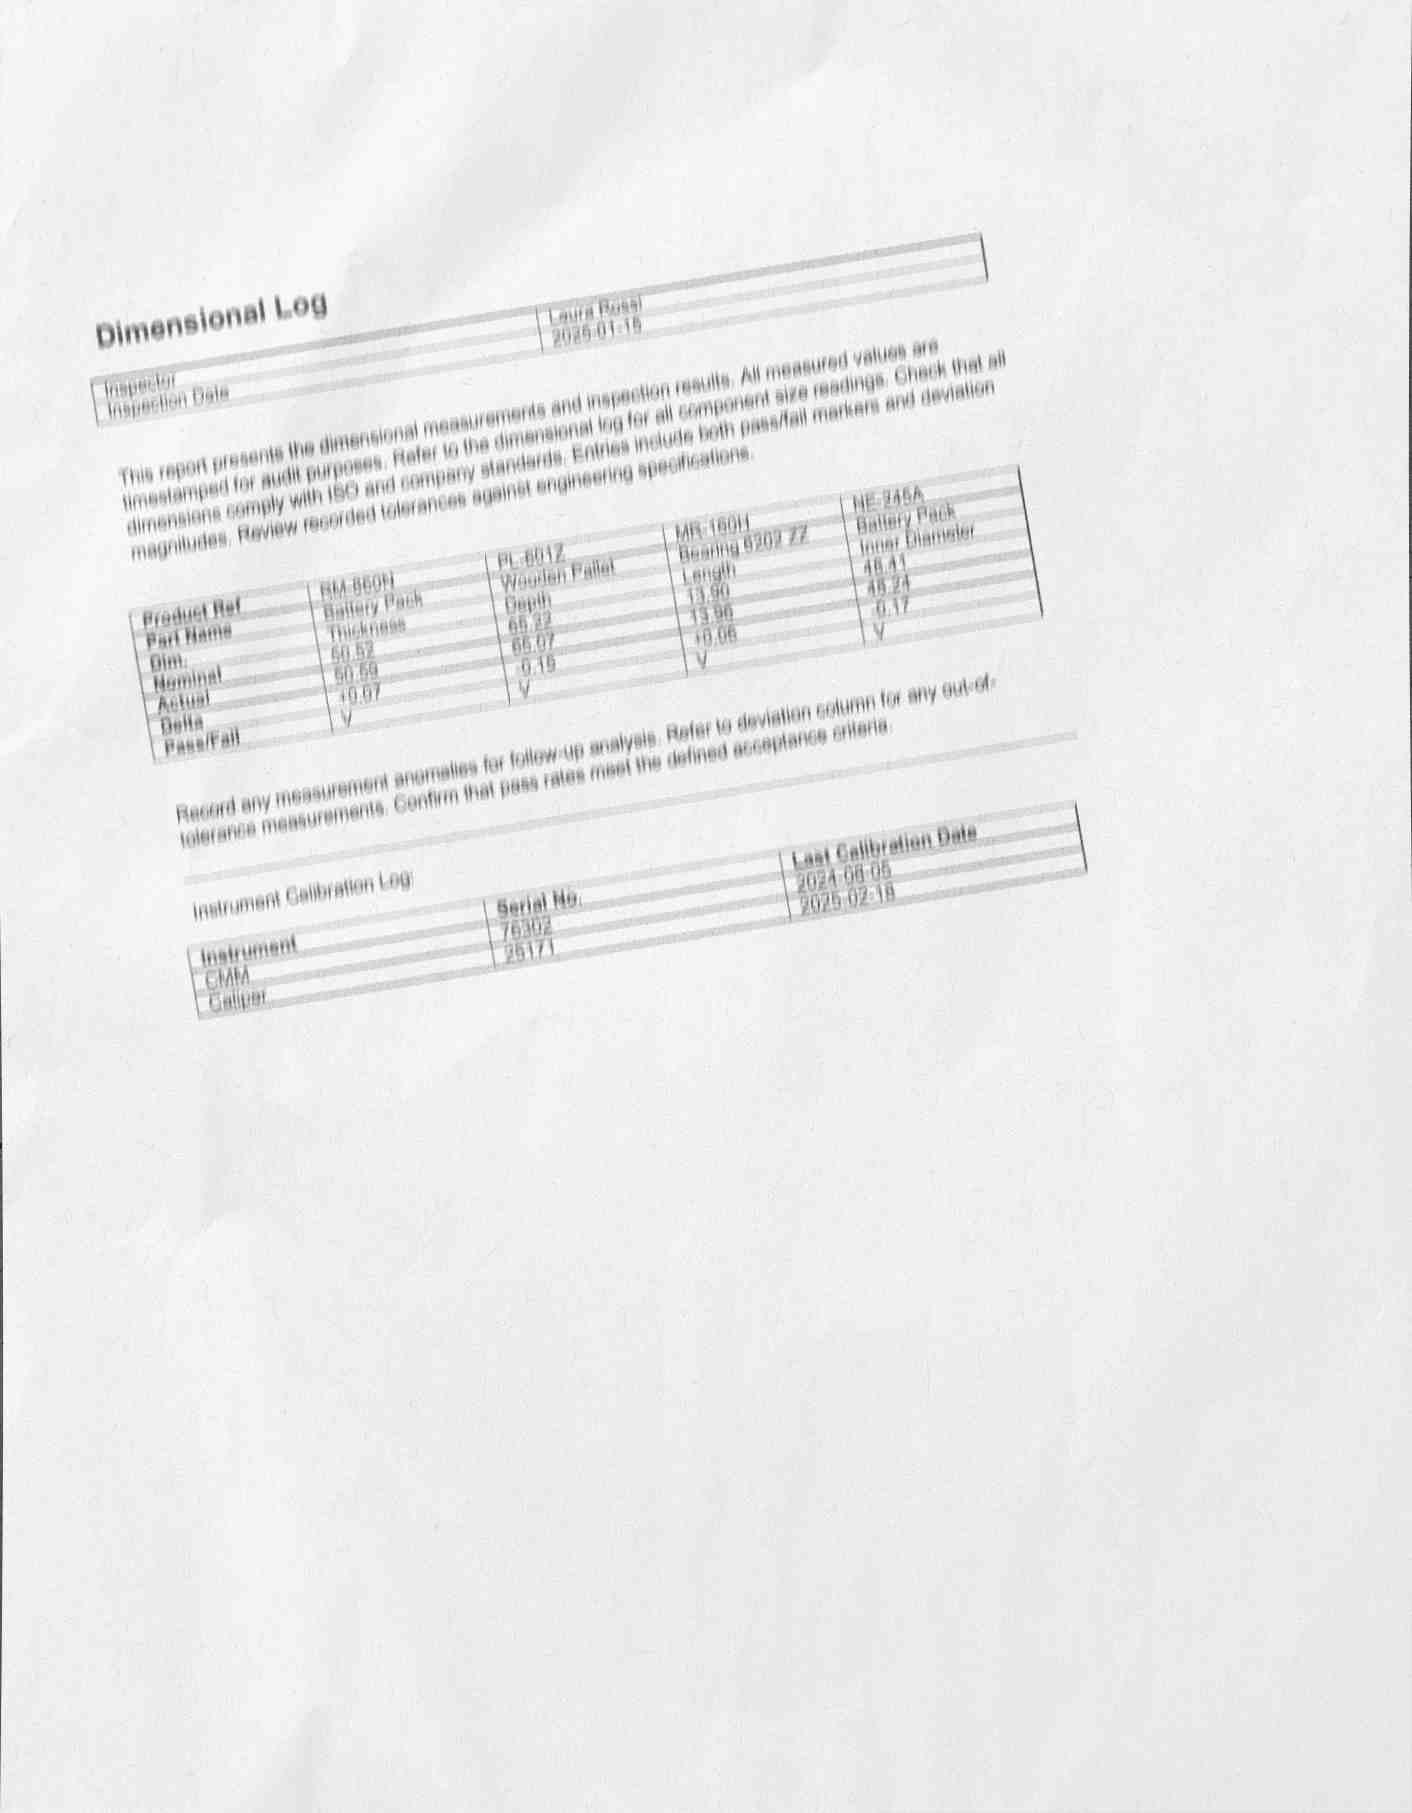 Dimensional Log
Inspector Laura Rossi
Inspection Date 2025-01-15
This report presents the dimensional measurements and inspection results. All measured values are
timestamped for audit purposes. Refer to the dimensional log for all component size readings. Check that all
dimensions comply with ISO and company standards. Entries include both pass/fail markers and deviation
magnitudes. Review recorded tolerances against engineering specifications.
Product Ref PL-601Z MR-160H
Part Name Battery Pack Wooden Pallet Bearing 6202 ZZ Battery Pack
Dim. Thickness Depth Length Inner Diameter
Nominal 50.52 65.22 13.90 48.41
Actual 50.59 65.07 13.96 48.24
Delta +0.07 -0.15 +0.06 -0.17
Pass/Fail V V V V
Record any measurement anomalies for follow-up analysis. Refer to deviation column for any out-of-
tolerance measurements. Confirm that pass rates meet the defined acceptance criteria.
Instrument Calibration Log:
Instrument Serial No. Last Calibration Date
CMM 76302
Caliper 25171 2025-02-18